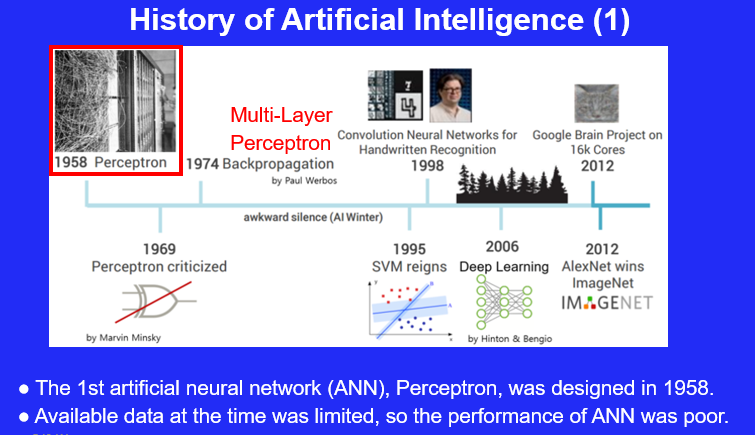 History of Artificial Intelligence (1)
Multi-Layer
Perceptron
1958 Perceptron
1974 Backpropagation
by Paul Werbos
Convolution Neural Networks for
Handwritten Recognition
1998
Google Brain Project on
16k Cores
2012
awkward silence (AI Winter)
1969
Perceptron criticized
by Marvin Minsky
1995
SVM reigns
2006
Deep Learning
by Hinton & Bengio
2012
AlexNet wins
ImageNet
IMAGENET
● The 1st artificial neural network (ANN), Perceptron, was designed in 1958.
● Available data at the time was limited, so the performance of ANN was poor.